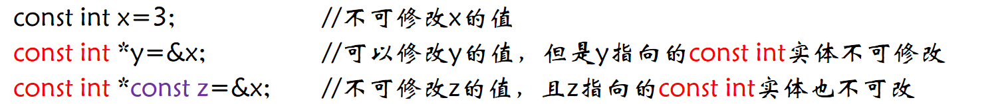 const int x=3; //不可修改x的值
const int *y=&x; //可以修改y的值，但是y指向的const int实体不可修改
const int *const z=&x; //不可修改z的值，且z指向的const int实体也不可改